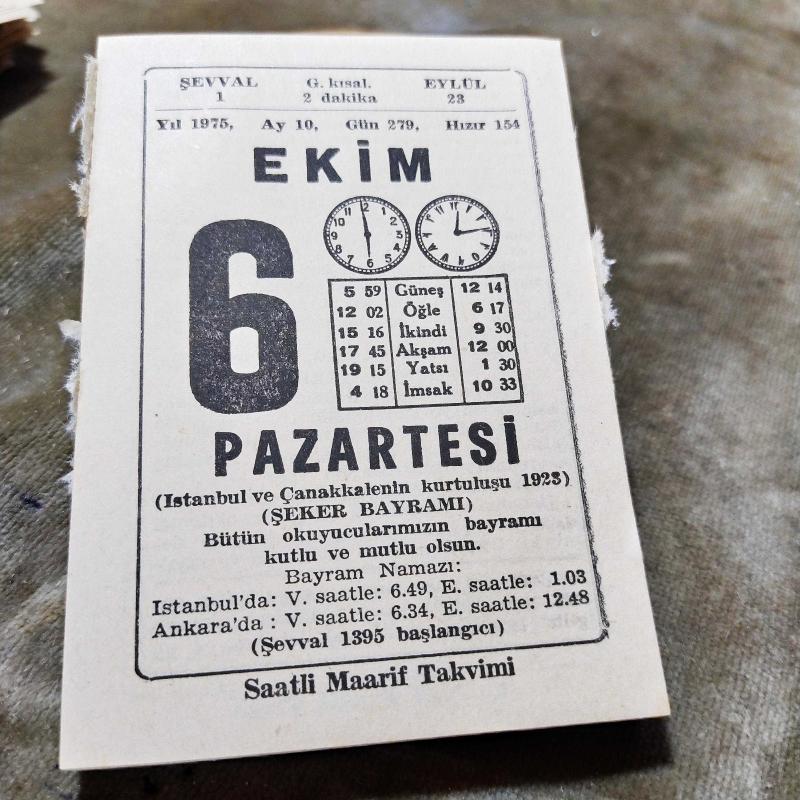 ŞEVVAL G. kısal. EYLÜL
1 2 dakika 23
Yıl 1975, Ay 10, Gün 279, Hızır 154
EKİM
6
5 59 Güneş 12 14
12 02 Öğle 6 17
15 16 İkindi 9 30
17 45 Akşam 12 00
19 15 Yatsı 1 30
4 18 İmsak 10 33
PAZARTESİ
(Istanbul ve Çanakkalenin kurtuluşu 1923)
(ŞEKER BAYRAMI)
Bütün okuyucularımızın bayramı
kutlu ve mutlu olsun.
Bayram Namazı:
Istanbul'da: V. saatle: 6.49, E. saatle: 1.03
Ankara'da : V. saatle: 6.34, E. saatle: 12.48
(Şevval 1395 başlangıcı)
Saatli Maarif Takvimi